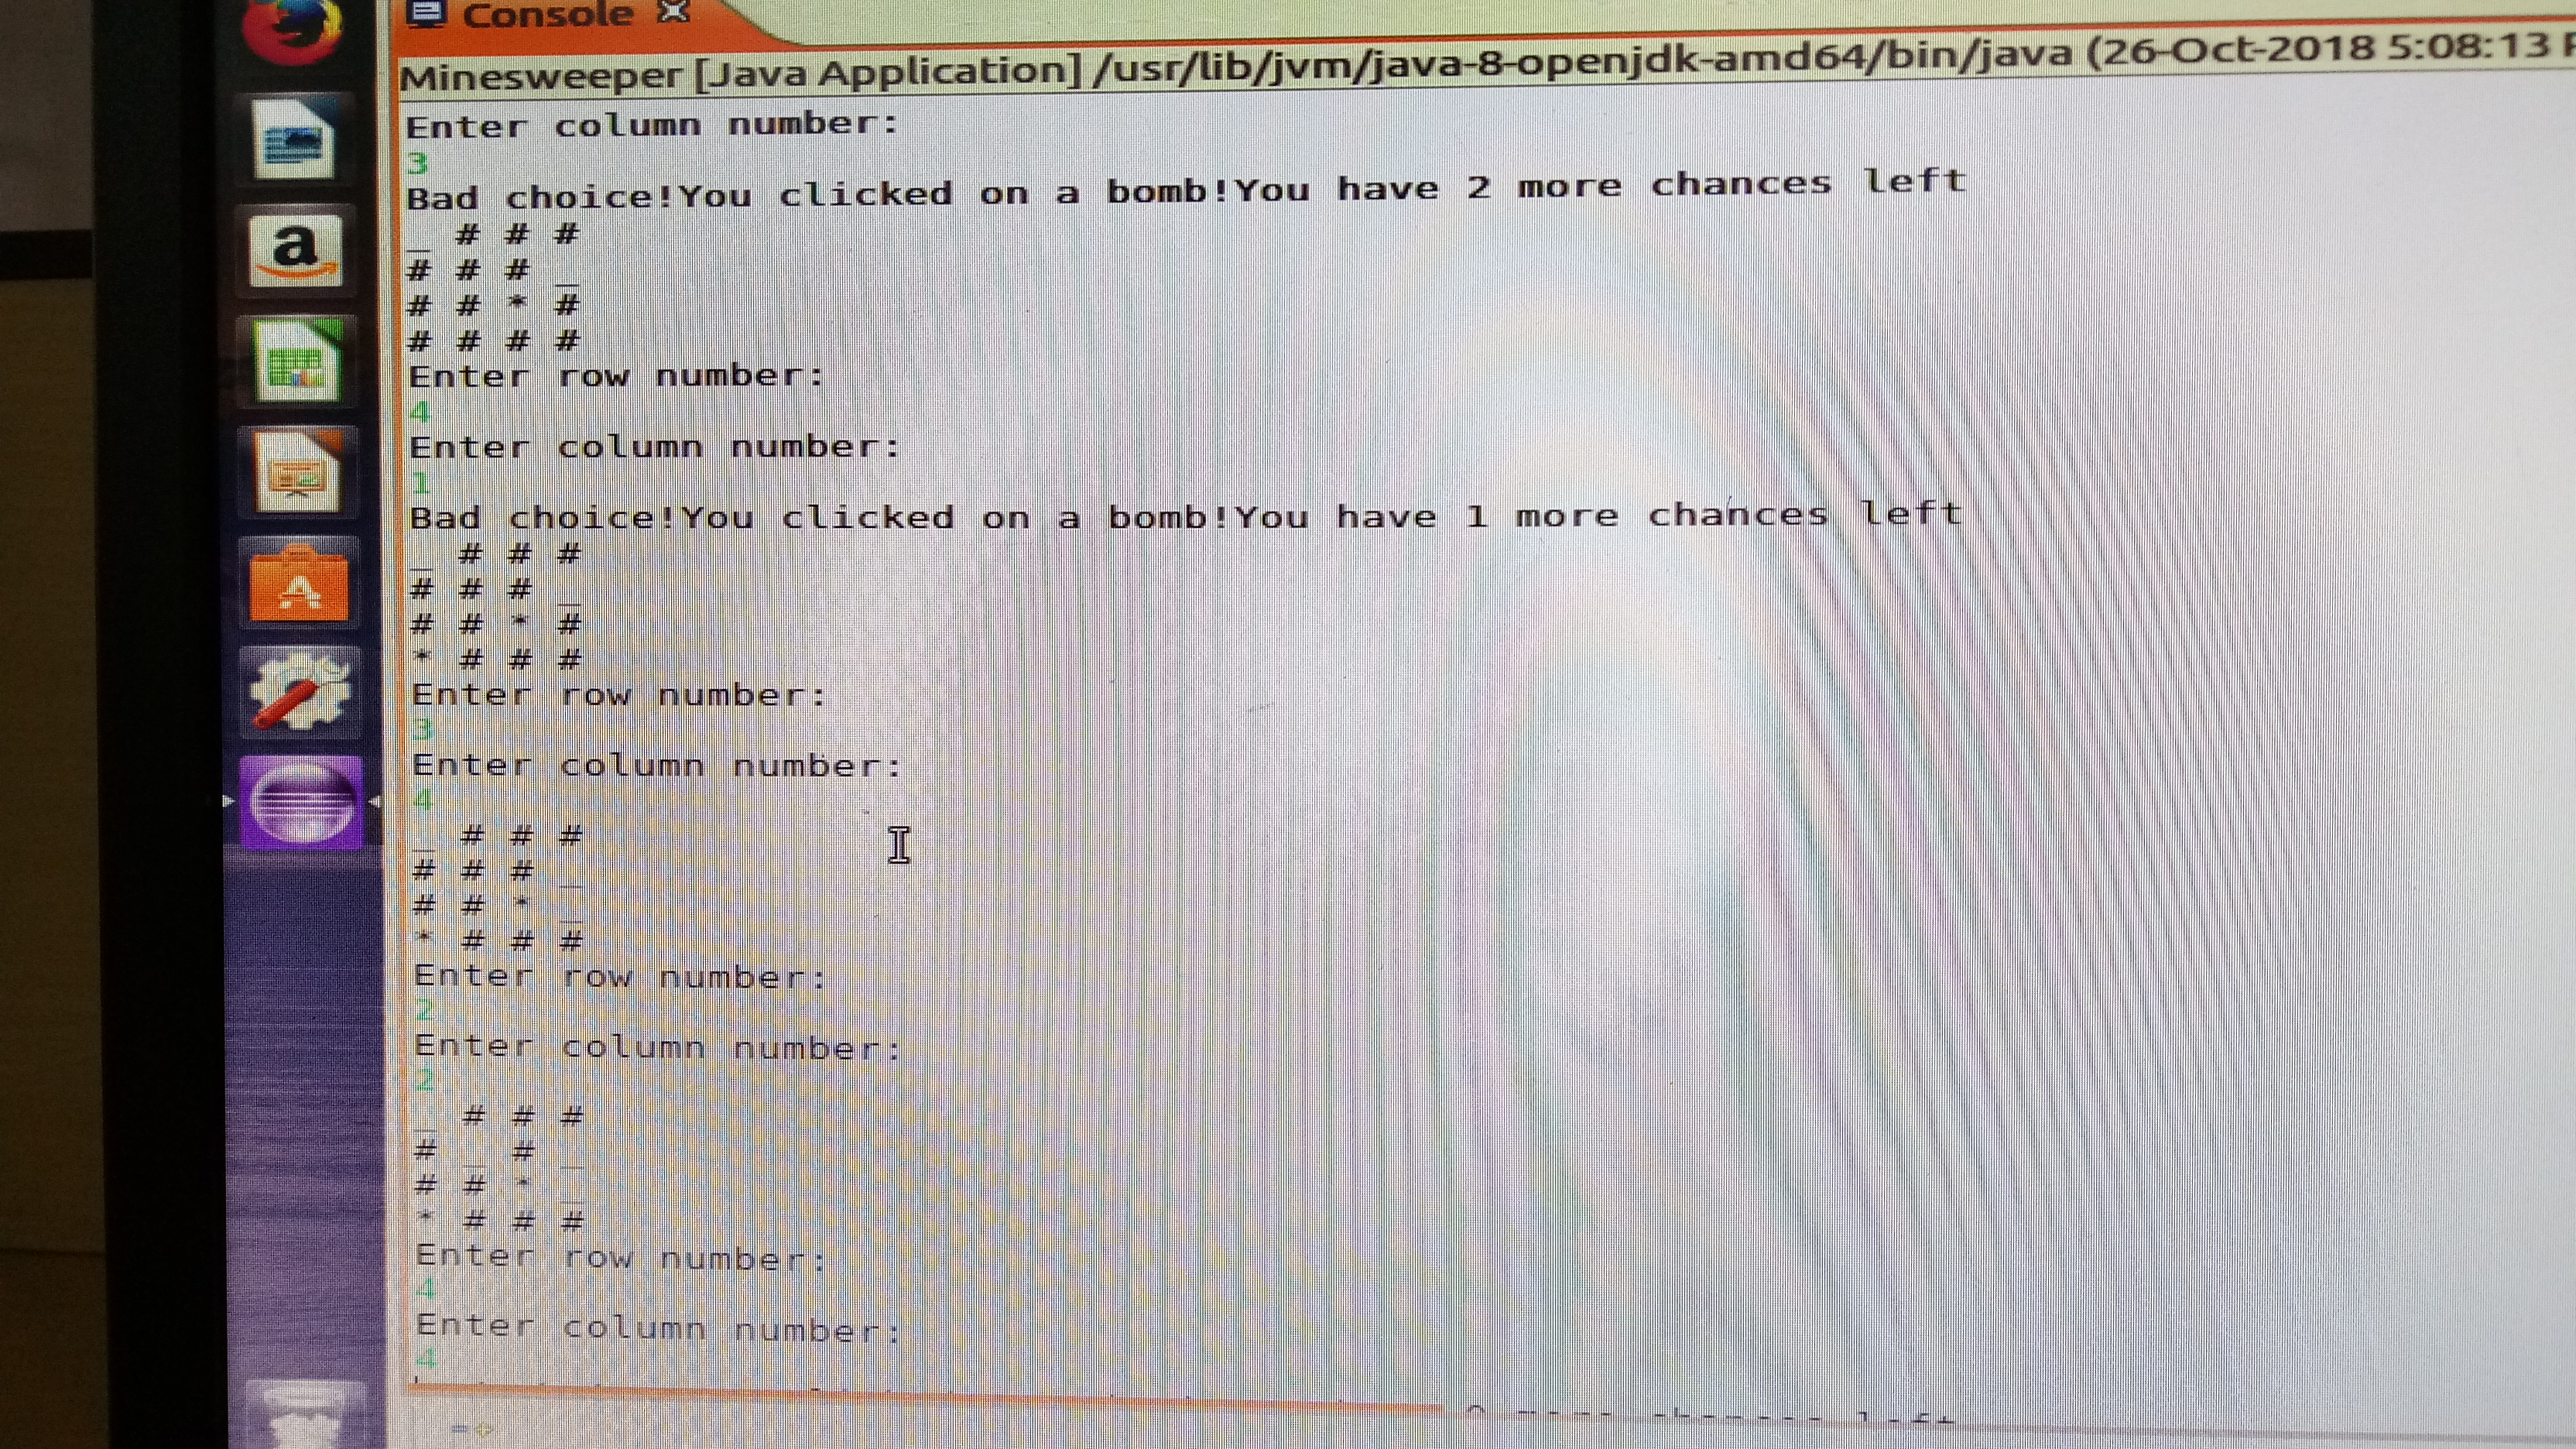 Console
Minesweeper [Java Application] /usr/lib/jvm/java-8-openjdk-amd64/bin/java (26-Oct-2018 5:08:13
Enter column number:
3
Bad choice!You clicked on a bomb!You have 2 more chances left
_ # # #
# # # _
# # * #
# # # #
Enter row number:
4
Enter column number:
1
Bad choice!You clicked on a bomb!You have 1 more chances left
_ # # #
# # # _
# # * #
* # # #
Enter row number:
3
Enter column number:
4
_ # # #
# # # _
# # * _
* # # #
Enter row number:
2
Enter column number:
2
_ # # #
# _ # _
# # * _
* # # #
Enter row number:
4
Enter column number:
4